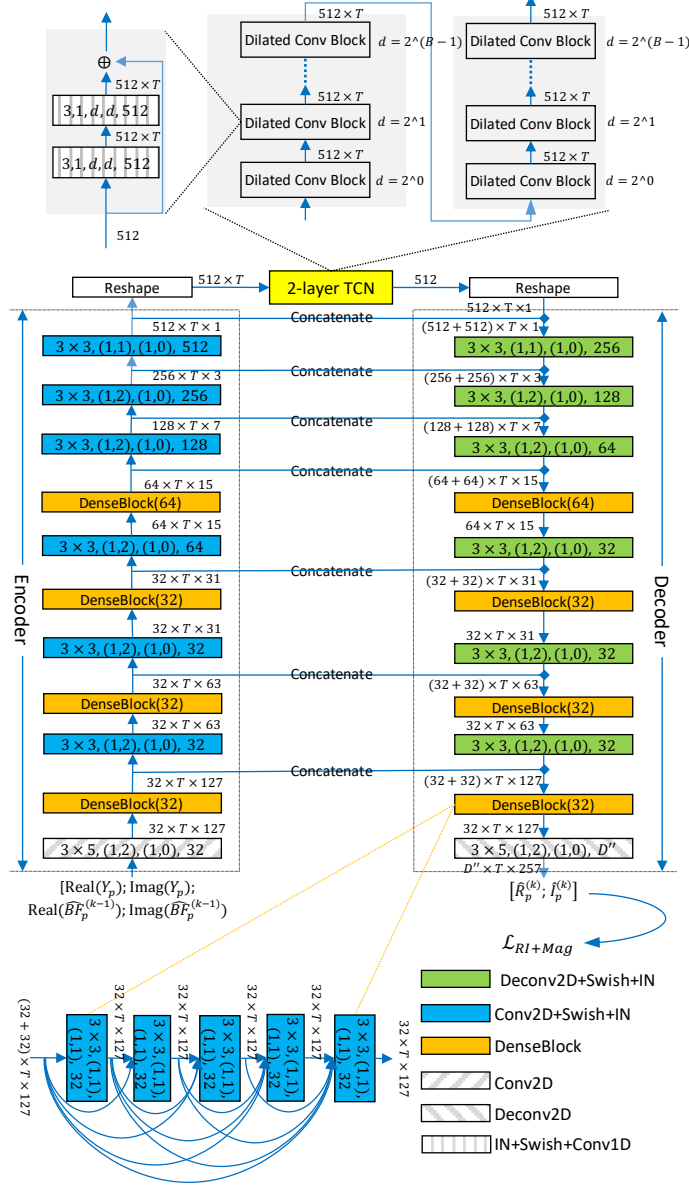 512 × T
512 × T
Dilated Conv Block
d = 2^(B − 1)
Dilated Conv Block
d = 2^(B − 1)
⊕
512 × T
512 × T
512 × T
3,1, d, d, 512
Dilated Conv Block
d = 2^1
Dilated Conv Block
d = 2^1
512 × T
512 × T
512 × T
3,1, d, d, 512
Dilated Conv Block
d = 2^0
Dilated Conv Block
d = 2^0
512
Reshape
512 × T
2-layer TCN
512
Reshape
512 × T × 1
Concatenate
512 × T × 1
(512 + 512) × T × 1
3 × 3, (1,1), (1,0), 512
3 × 3, (1,1), (1,0), 256
Concatenate
256 × T × 3
(256 + 256) × T × 3
3 × 3, (1,2), (1,0), 256
3 × 3, (1,2), (1,0), 128
Concatenate
128 × T × 7
(128 + 128) × T × 7
3 × 3, (1,2), (1,0), 128
3 × 3, (1,2), (1,0), 64
Concatenate
64 × T × 15
(64 + 64) × T × 15
DenseBlock(64)
DenseBlock(64)
64 × T × 15
64 × T × 15
3 × 3, (1,2), (1,0), 64
3 × 3, (1,2), (1,0), 32
Concatenate
32 × T × 31
(32 + 32) × T × 31
DenseBlock(32)
DenseBlock(32)
32 × T × 31
32 × T × 31
3 × 3, (1,2), (1,0), 32
3 × 3, (1,2), (1,0), 32
Concatenate
32 × T × 63
(32 + 32) × T × 63
DenseBlock(32)
DenseBlock(32)
32 × T × 63
32 × T × 63
3 × 3, (1,2), (1,0), 32
3 × 3, (1,2), (1,0), 32
Concatenate
32 × T × 127
(32 + 32) × T × 127
DenseBlock(32)
DenseBlock(32)
32 × T × 127
32 × T × 127
3 × 5, (1,2), (1,0), 32
3 × 5, (1,2), (1,0), D′′
D′′ × T × 257
Encoder
Decoder
[Real(Y_p); Imag(Y_p);
Real(\widehat{BF}_p^{(k−1)}); Imag(\widehat{BF}_p^{(k−1)})
[R̂_p^{(k)}; Î_p^{(k)}]
ℒ_{RI+Mag}
(32 + 32) × T × 127
3 × 3, (1,1), (1,1), 32
32 × T × 127
3 × 3, (1,1), (1,1), 32
32 × T × 127
3 × 3, (1,1), (1,1), 32
32 × T × 127
3 × 3, (1,1), (1,1), 32
32 × T × 127
3 × 3, (1,1), (1,1), 32
32 × T × 127
Deconv2D+Swish+IN
Conv2D+Swish+IN
DenseBlock
Conv2D
Deconv2D
IN+Swish+Conv1D